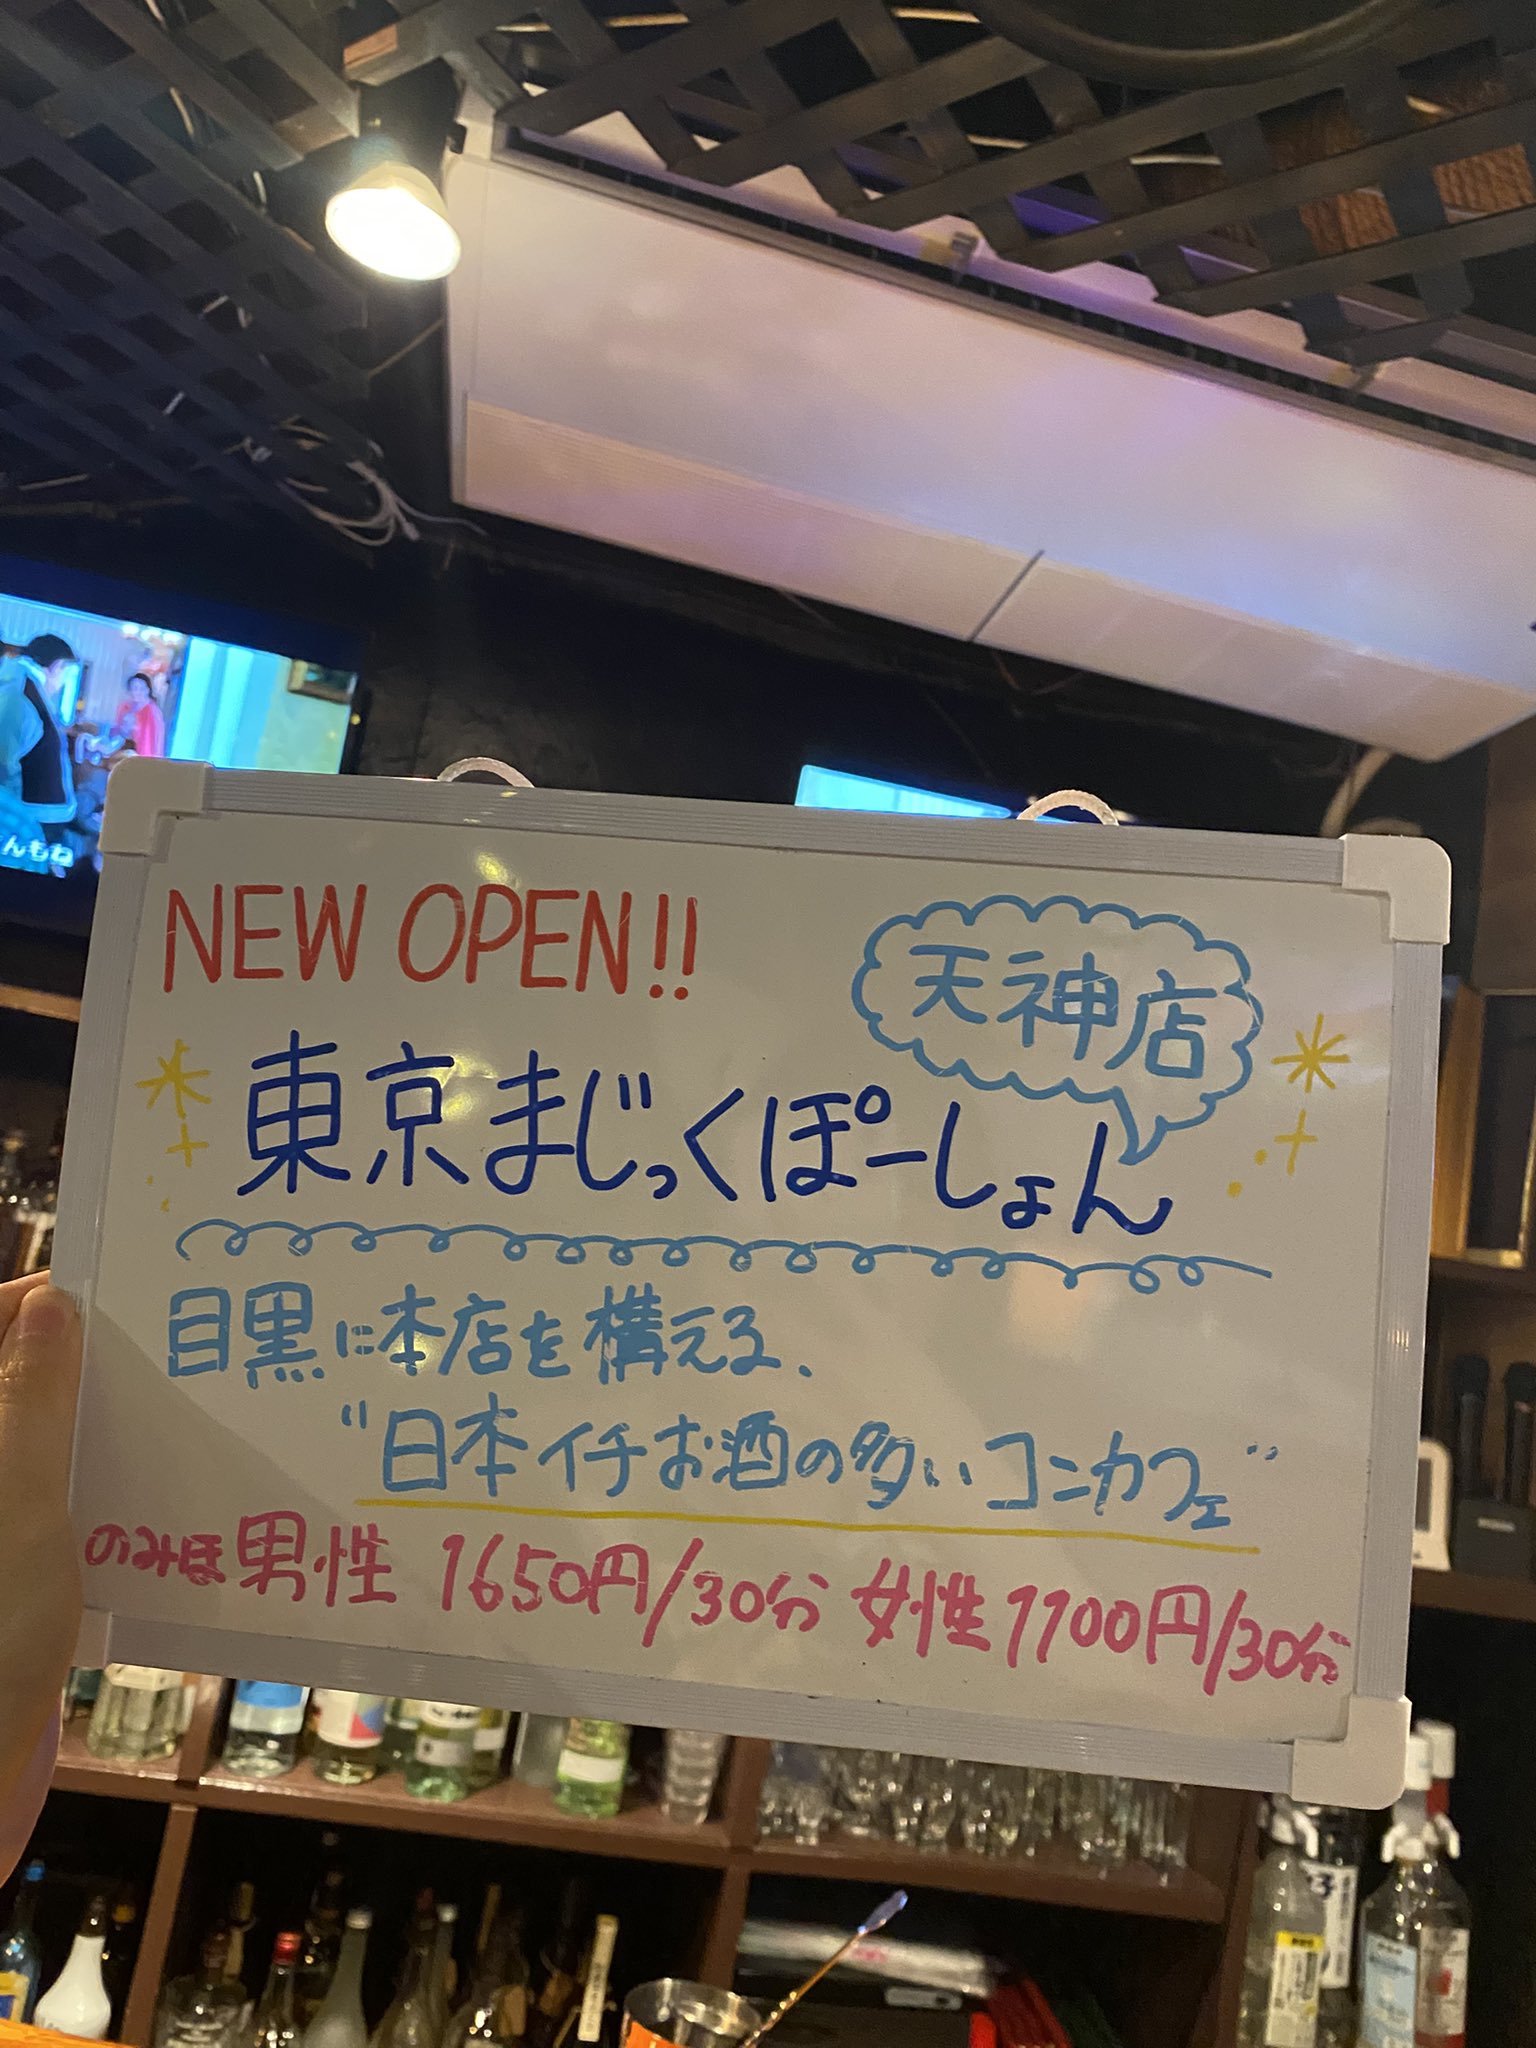 NEW OPEN!!
天神店
東京まじっくぽーしょん
目黒に本店を構える、
"日本イチお酒の多いコンカフェ"
のみほ 男性 1650円/30分 女性 1100円/30分
んもね